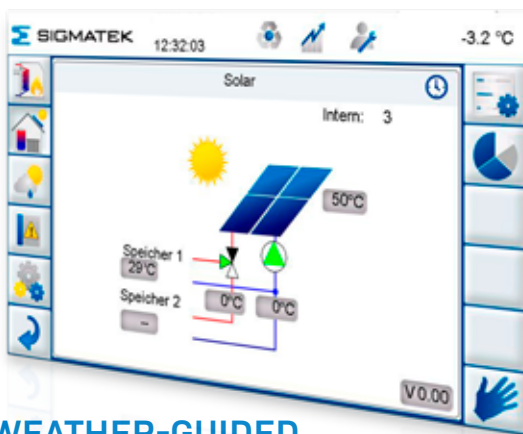 SIGMATEK 12:32:03 -3.2 °C
Solar
Intern: 3
50°C
Speicher 1
29°C
Speicher 2 0°C 0°C
--
V 0.00
WEATHER-GUIDED